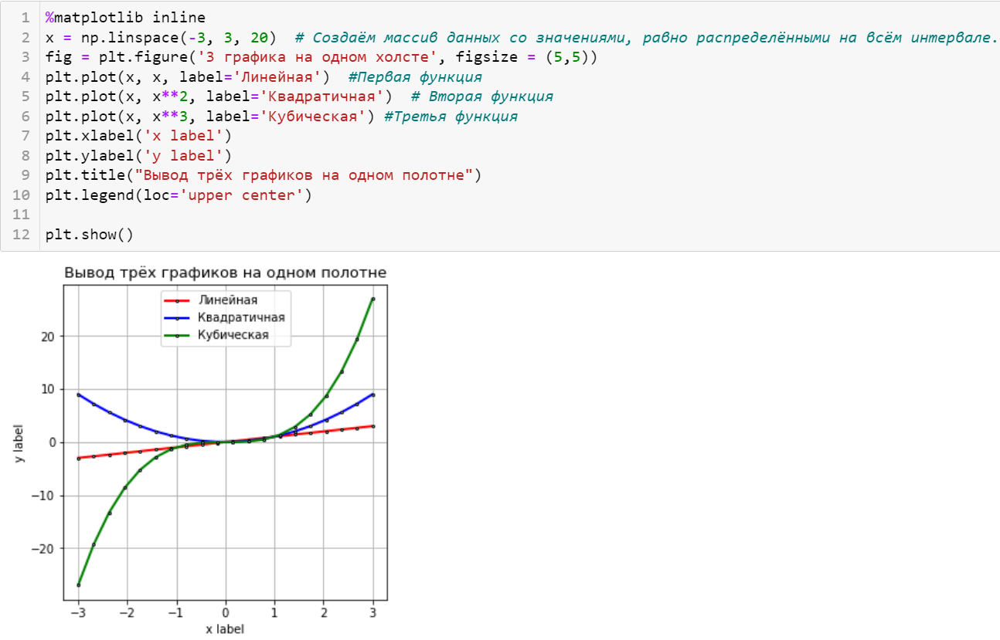 1 %matplotlib inline
2 x = np.linspace(-3, 3, 20)  # Создаём массив данных со значениями, равно распределёнными на всём интервале.
3 fig = plt.figure('3 графика на одном холсте', figsize = (5,5))
4 plt.plot(x, x, label='Линейная')  #Первая функция
5 plt.plot(x, x**2, label='Квадратичная')  # Вторая функция
6 plt.plot(x, x**3, label='Кубическая') #Третья функция
7 plt.xlabel('x label')
8 plt.ylabel('y label')
9 plt.title("Вывод трёх графиков на одном полотне")
10 plt.legend(loc='upper center')
11
12 plt.show()
Вывод трёх графиков на одном полотне
Линейная
Квадратичная
Кубическая
20
10
0
−10
−20
y label
−3 −2 −1 0 1 2 3
x label